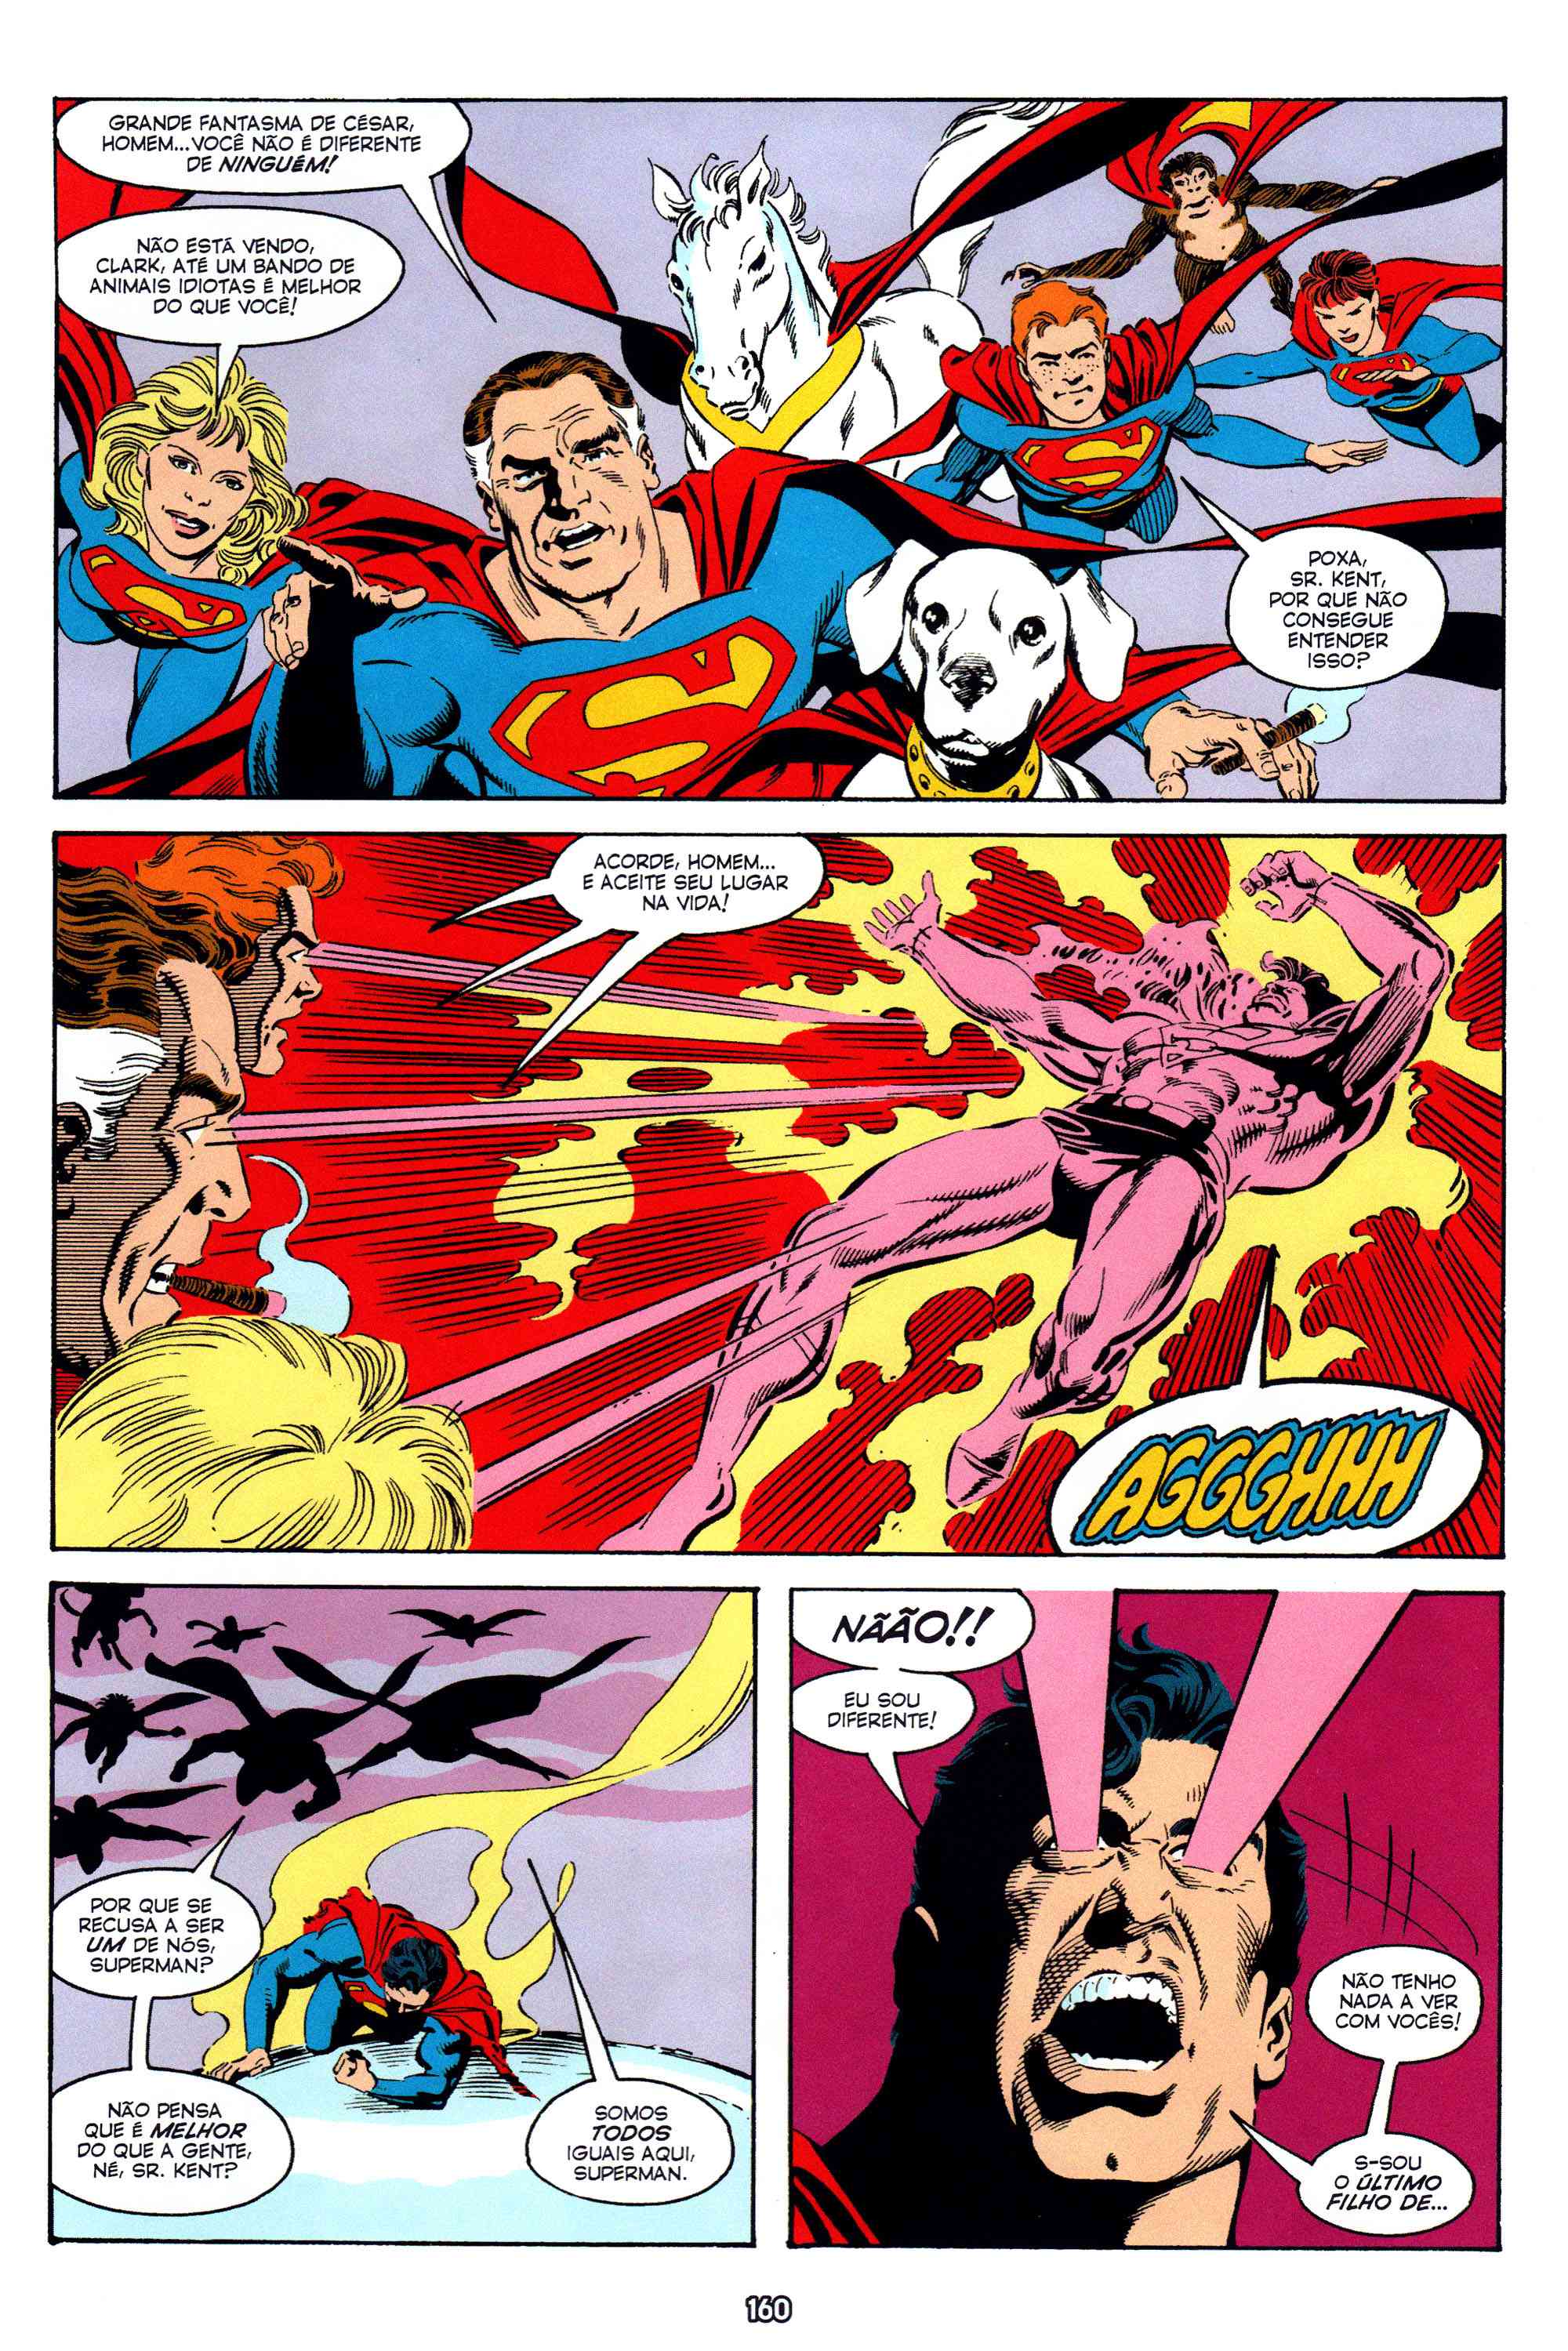 GRANDE FANTASMA DE CÉSAR,
HOMEM...VOCÊ NÃO É DIFERENTE
DE NINGUÉM!
NÃO ESTÁ VENDO,
CLARK, ATÉ UM BANDO DE
ANIMAIS IDIOTAS É MELHOR
DO QUE VOCÊ!
POXA,
SR. KENT,
POR QUE NÃO
CONSEGUE
ENTENDER
ISSO?
ACORDE, HOMEM...
E ACEITE SEU LUGAR
NA VIDA!
AGGGHHH
POR QUE SE
RECUSA A SER
UM DE NÓS,
SUPERMAN?
NÃO PENSA
QUE É MELHOR
DO QUE A GENTE,
NÉ, SR. KENT?
SOMOS
TODOS
IGUAIS AQUI,
SUPERMAN.
NÃÃO!!
EU SOU
DIFERENTE!
NÃO TENHO
NADA A VER
COM VOCÊS!
S-SOU
O ÚLTIMO
FILHO DE...
160